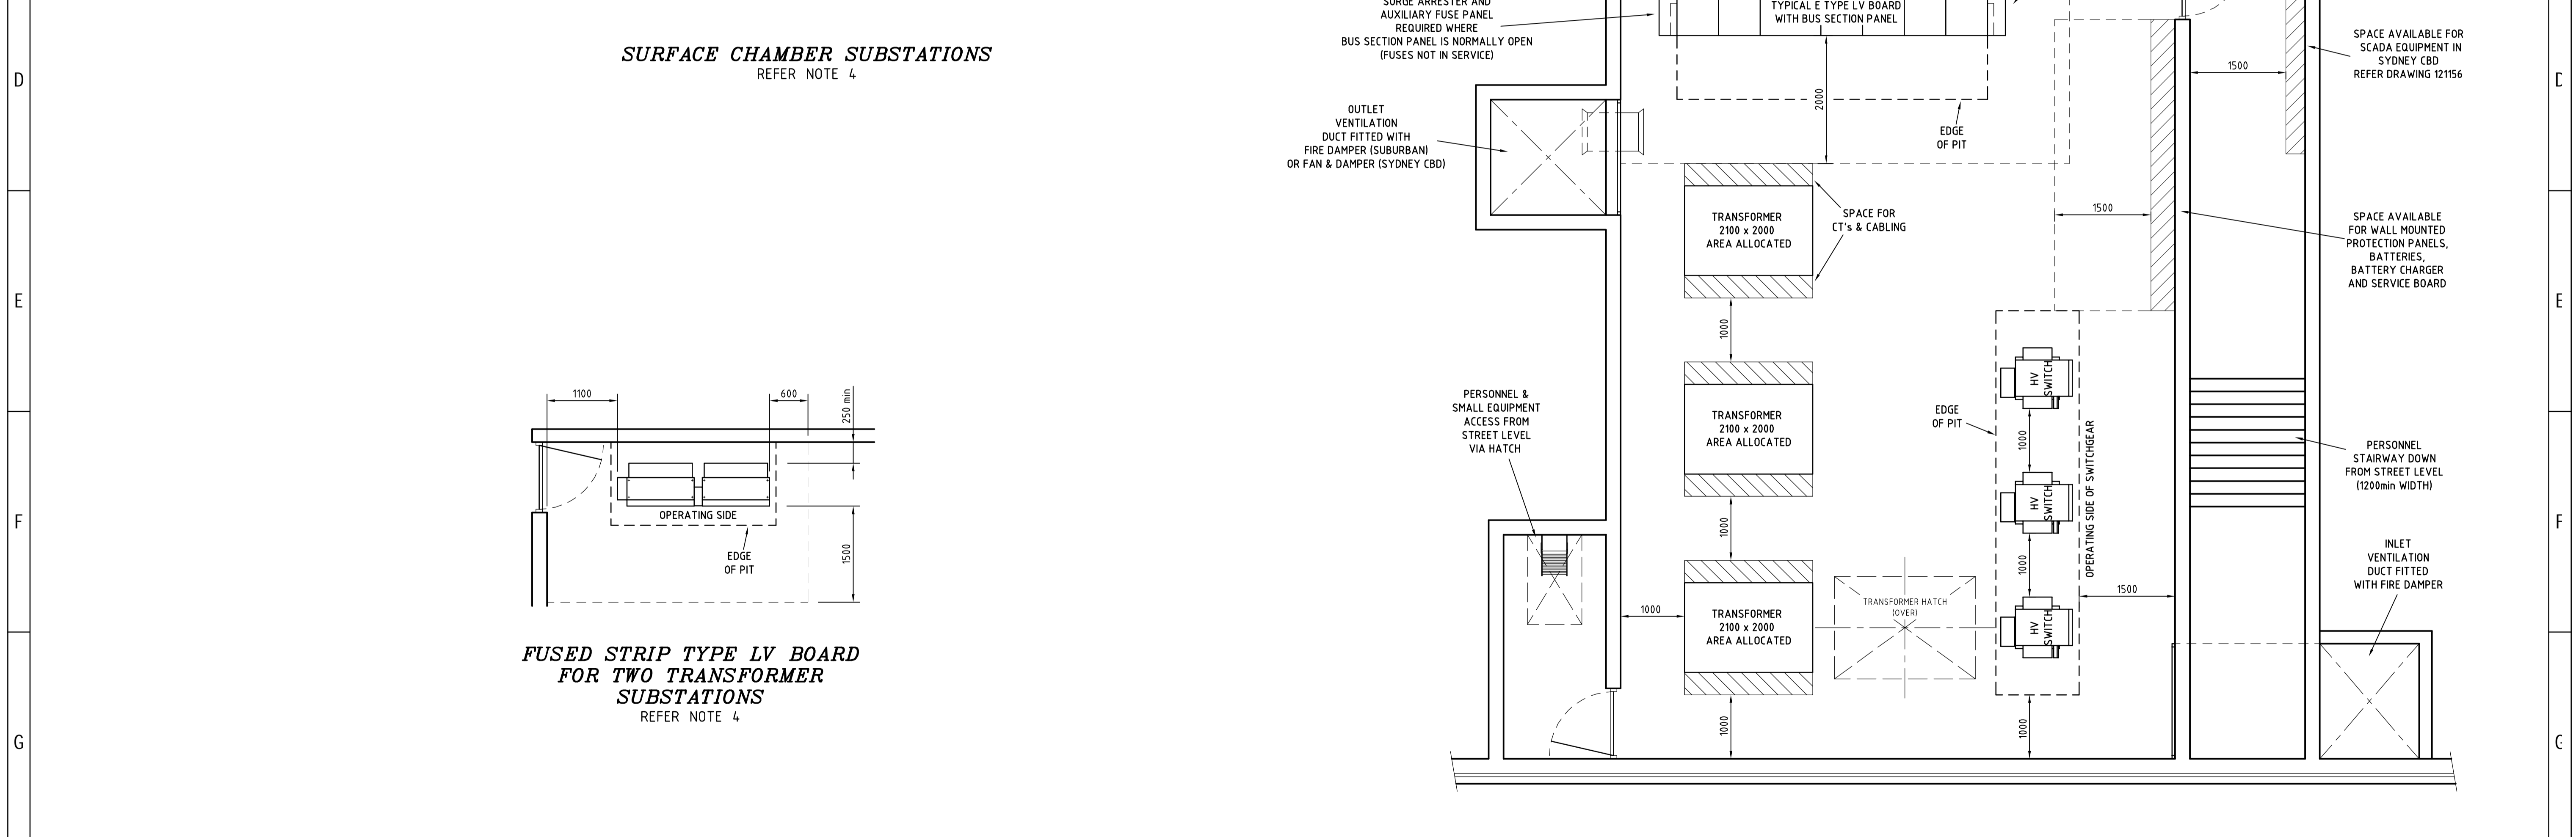 SURGE ARRESTER AND
AUXILIARY FUSE PANEL
REQUIRED WHERE
BUS SECTION PANEL IS NORMALLY OPEN
(FUSES NOT IN SERVICE)
TYPICAL E TYPE LV BOARD
WITH BUS SECTION PANEL
SPACE AVAILABLE FOR
SCADA EQUIPMENT IN
SYDNEY CBD
REFER DRAWING 121156
1500
D
SURFACE CHAMBER SUBSTATIONS
REFER NOTE 4
2000
EDGE
OF PIT
OUTLET
VENTILATION
DUCT FITTED WITH
FIRE DAMPER (SUBURBAN)
OR FAN & DAMPER (SYDNEY CBD)
TRANSFORMER
2100 x 2000
AREA ALLOCATED
SPACE FOR
CT's & CABLING
1500
SPACE AVAILABLE
FOR WALL MOUNTED
PROTECTION PANELS,
BATTERIES,
BATTERY CHARGER
AND SERVICE BOARD
E
E
1000
HV
SWITCH
1100
600
250 min
OPERATING SIDE
EDGE
OF PIT
1500
PERSONNEL &
SMALL EQUIPMENT
ACCESS FROM
STREET LEVEL
VIA HATCH
TRANSFORMER
2100 x 2000
AREA ALLOCATED
EDGE
OF PIT
1000
OPERATING SIDE OF SWITCHGEAR
PERSONNEL
STAIRWAY DOWN
FROM STREET LEVEL
(1200min WIDTH)
F
F
1000
HV
SWITCH
1000
INLET
VENTILATION
DUCT FITTED
WITH FIRE DAMPER
1500
TRANSFORMER HATCH
(OVER)
HV
SWITCH
1000
TRANSFORMER
2100 x 2000
AREA ALLOCATED
FUSED STRIP TYPE LV BOARD
FOR TWO TRANSFORMER
SUBSTATIONS
REFER NOTE 4
1000
1000
G